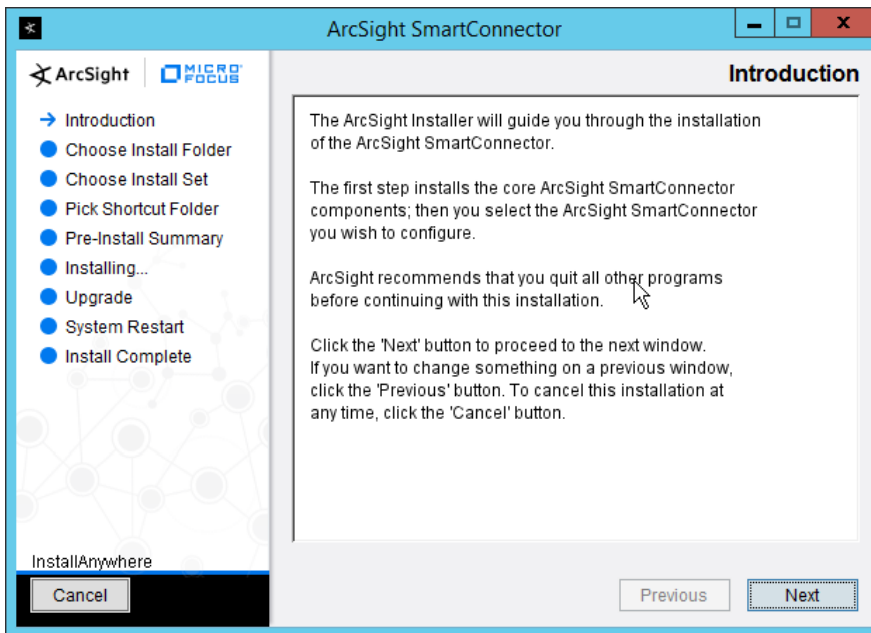 ArcSight SmartConnector
ArcSight MICRO FOCUS
Introduction
Introduction
Choose Install Folder
Choose Install Set
Pick Shortcut Folder
Pre-Install Summary
Installing...
Upgrade
System Restart
Install Complete
The ArcSight Installer will guide you through the installation
of the ArcSight SmartConnector.
The first step installs the core ArcSight SmartConnector
components; then you select the ArcSight SmartConnector
you wish to configure.
ArcSight recommends that you quit all other programs
before continuing with this installation.
Click the 'Next' button to proceed to the next window.
If you want to change something on a previous window,
click the 'Previous' button. To cancel this installation at
any time, click the 'Cancel' button.
InstallAnywhere
Cancel
Previous
Next